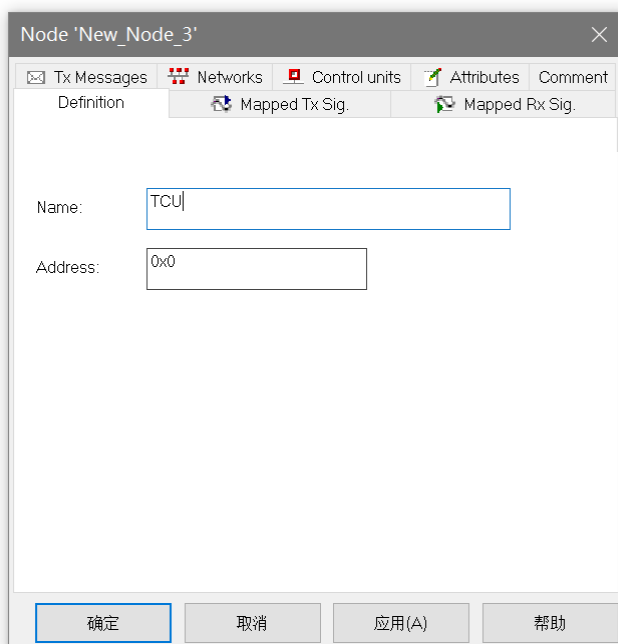 Node 'New_Node_3'
Tx Messages Networks Control units Attributes Comment
Definition Mapped Tx Sig. Mapped Rx Sig.
Name: TCU
Address: 0x0
确定 取消 应用(A) 帮助